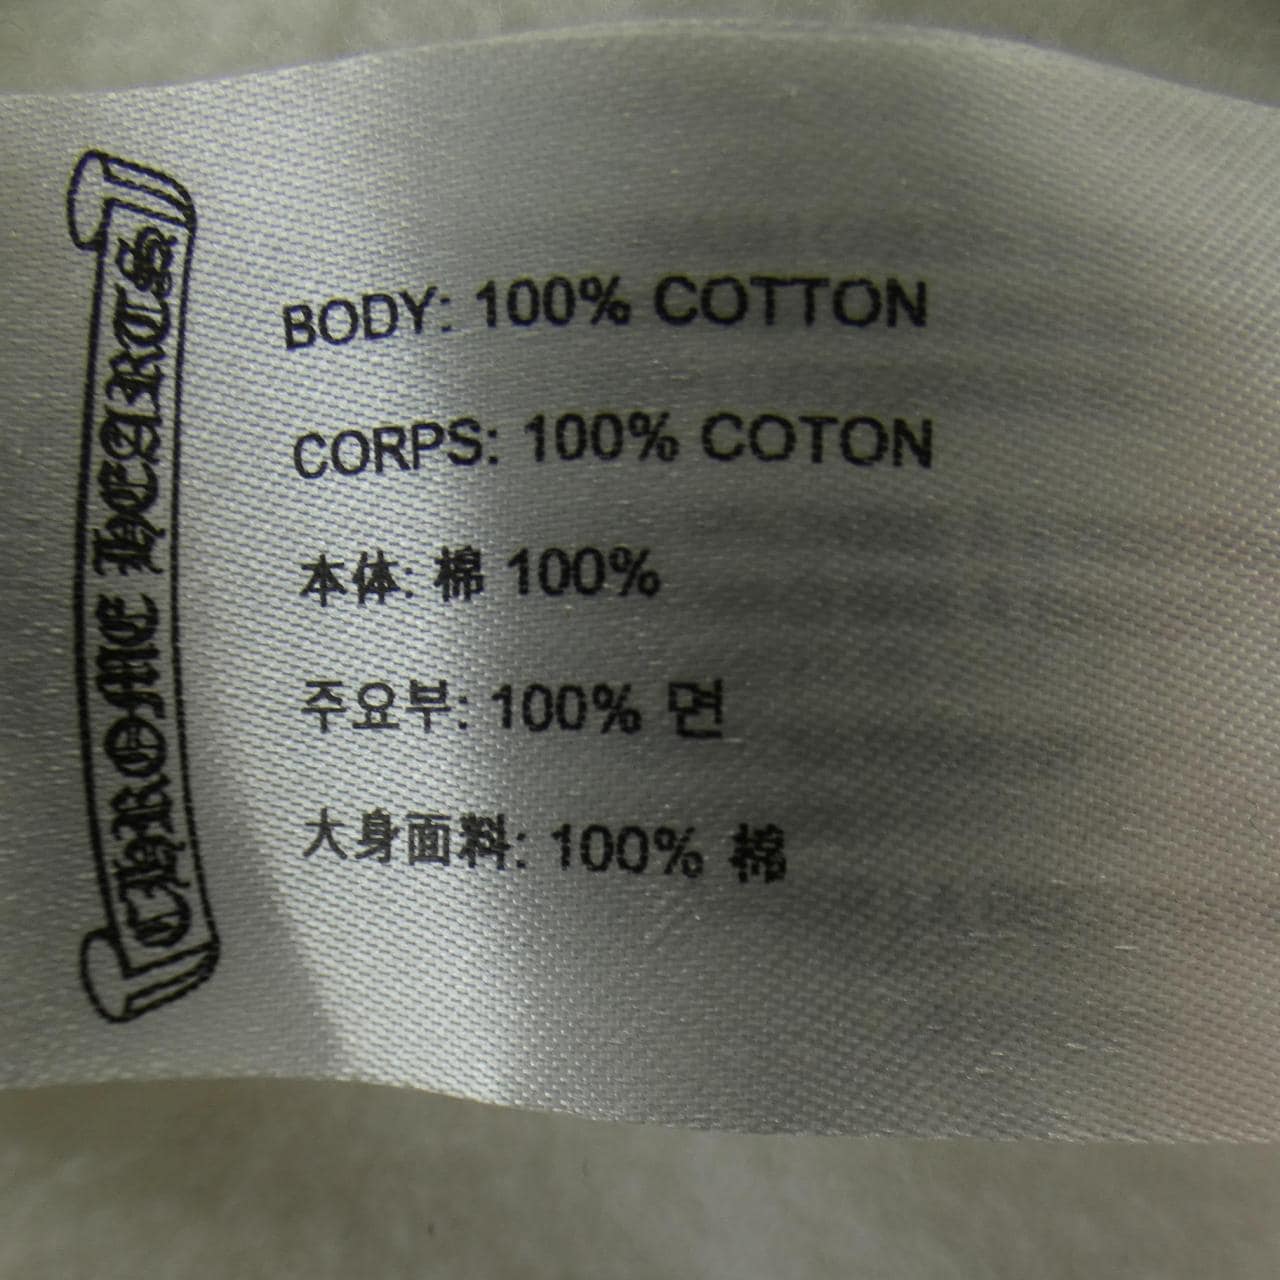 CHROME HEARTS
BODY: 100% COTTON
CORPS: 100% COTON
本体: 棉 100%
주요부: 100% 면
大身面料: 100% 棉